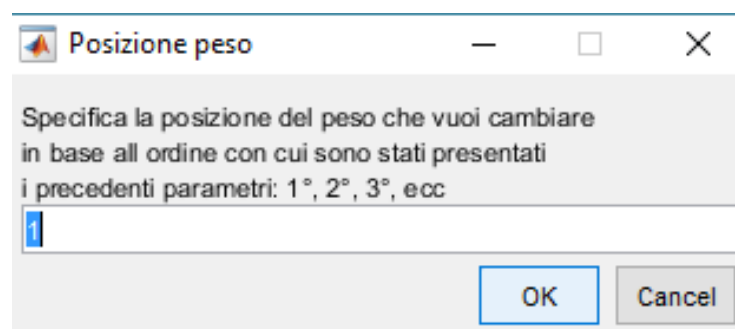 Posizione peso
Specifica la posizione del peso che vuoi cambiare
in base all ordine con cui sono stati presentati
i precedenti parametri: 1°, 2°, 3°, ecc
1
OK Cancel